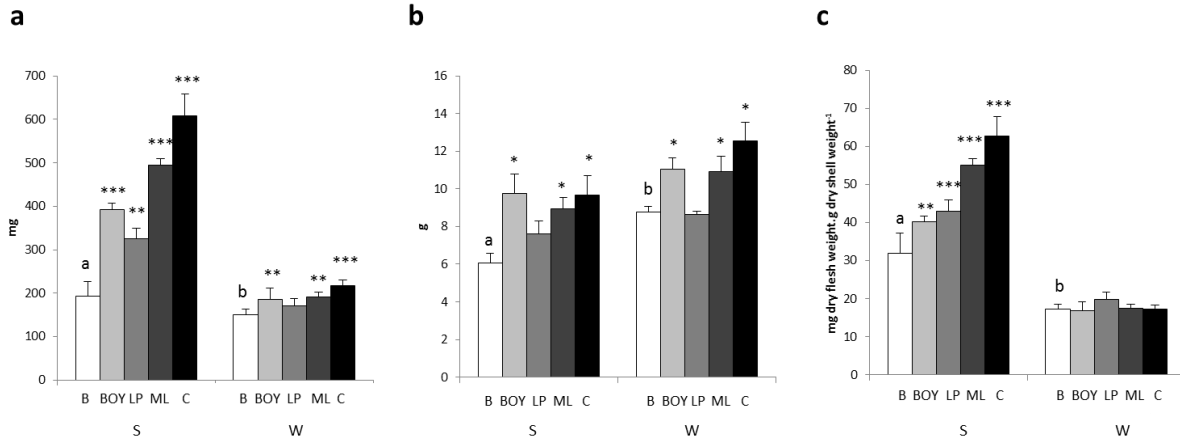 a
mg
700
600
500
400
300
200
100
0
a
***
**
***
***
b
**
**
***
B BOY LP ML C B BOY LP ML C
S W
b
g
16
14
12
10
8
6
4
2
0
a
*
*
*
b
*
*
*
B BOY LP ML C B BOY LP ML C
S W
c
mg dry flesh weight.g dry shell weight⁻¹
80
70
60
50
40
30
20
10
0
a
**
***
***
***
b
B BOY LP ML C B BOY LP ML C
S W